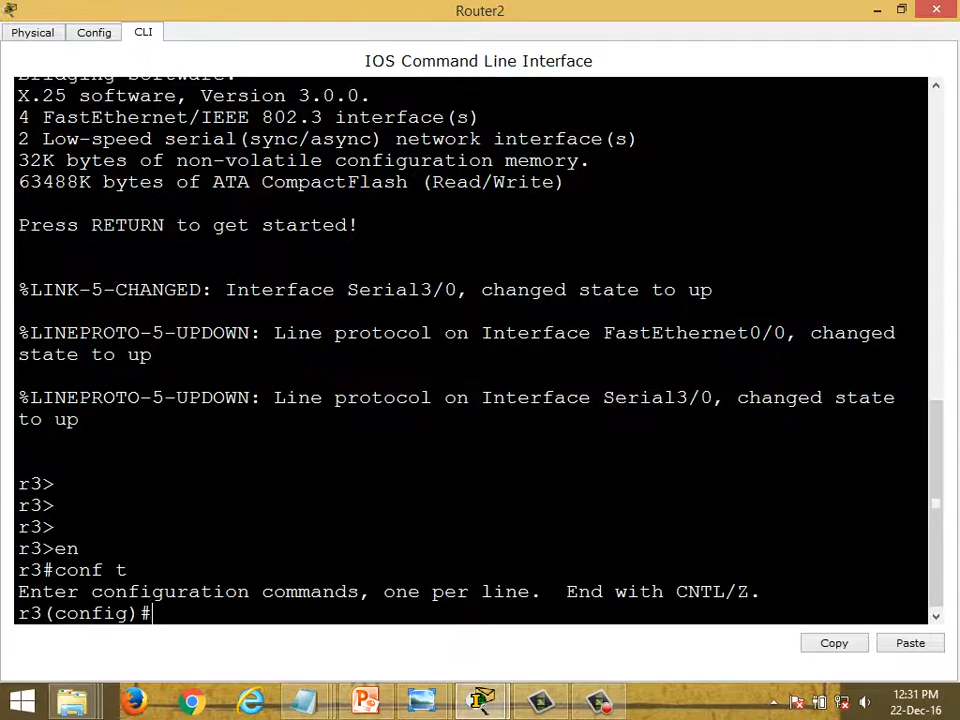 Router2
Physical
Config
CLI
IOS Command Line Interface
Bridging software.
X.25 software, Version 3.0.0.
4 FastEthernet/IEEE 802.3 interface(s)
2 Low-speed serial(sync/async) network interface(s)
32K bytes of non-volatile configuration memory.
63488K bytes of ATA CompactFlash (Read/Write)
Press RETURN to get started!
%LINK-5-CHANGED: Interface Serial3/0, changed state to up
%LINEPROTO-5-UPDOWN: Line protocol on Interface FastEthernet0/0, changed
state to up
%LINEPROTO-5-UPDOWN: Line protocol on Interface Serial3/0, changed state
to up
r3>
r3>
r3>
r3>en
r3#conf t
Enter configuration commands, one per line.  End with CNTL/Z.
r3(config)#
Copy
Paste
12:31 PM
22-Dec-16